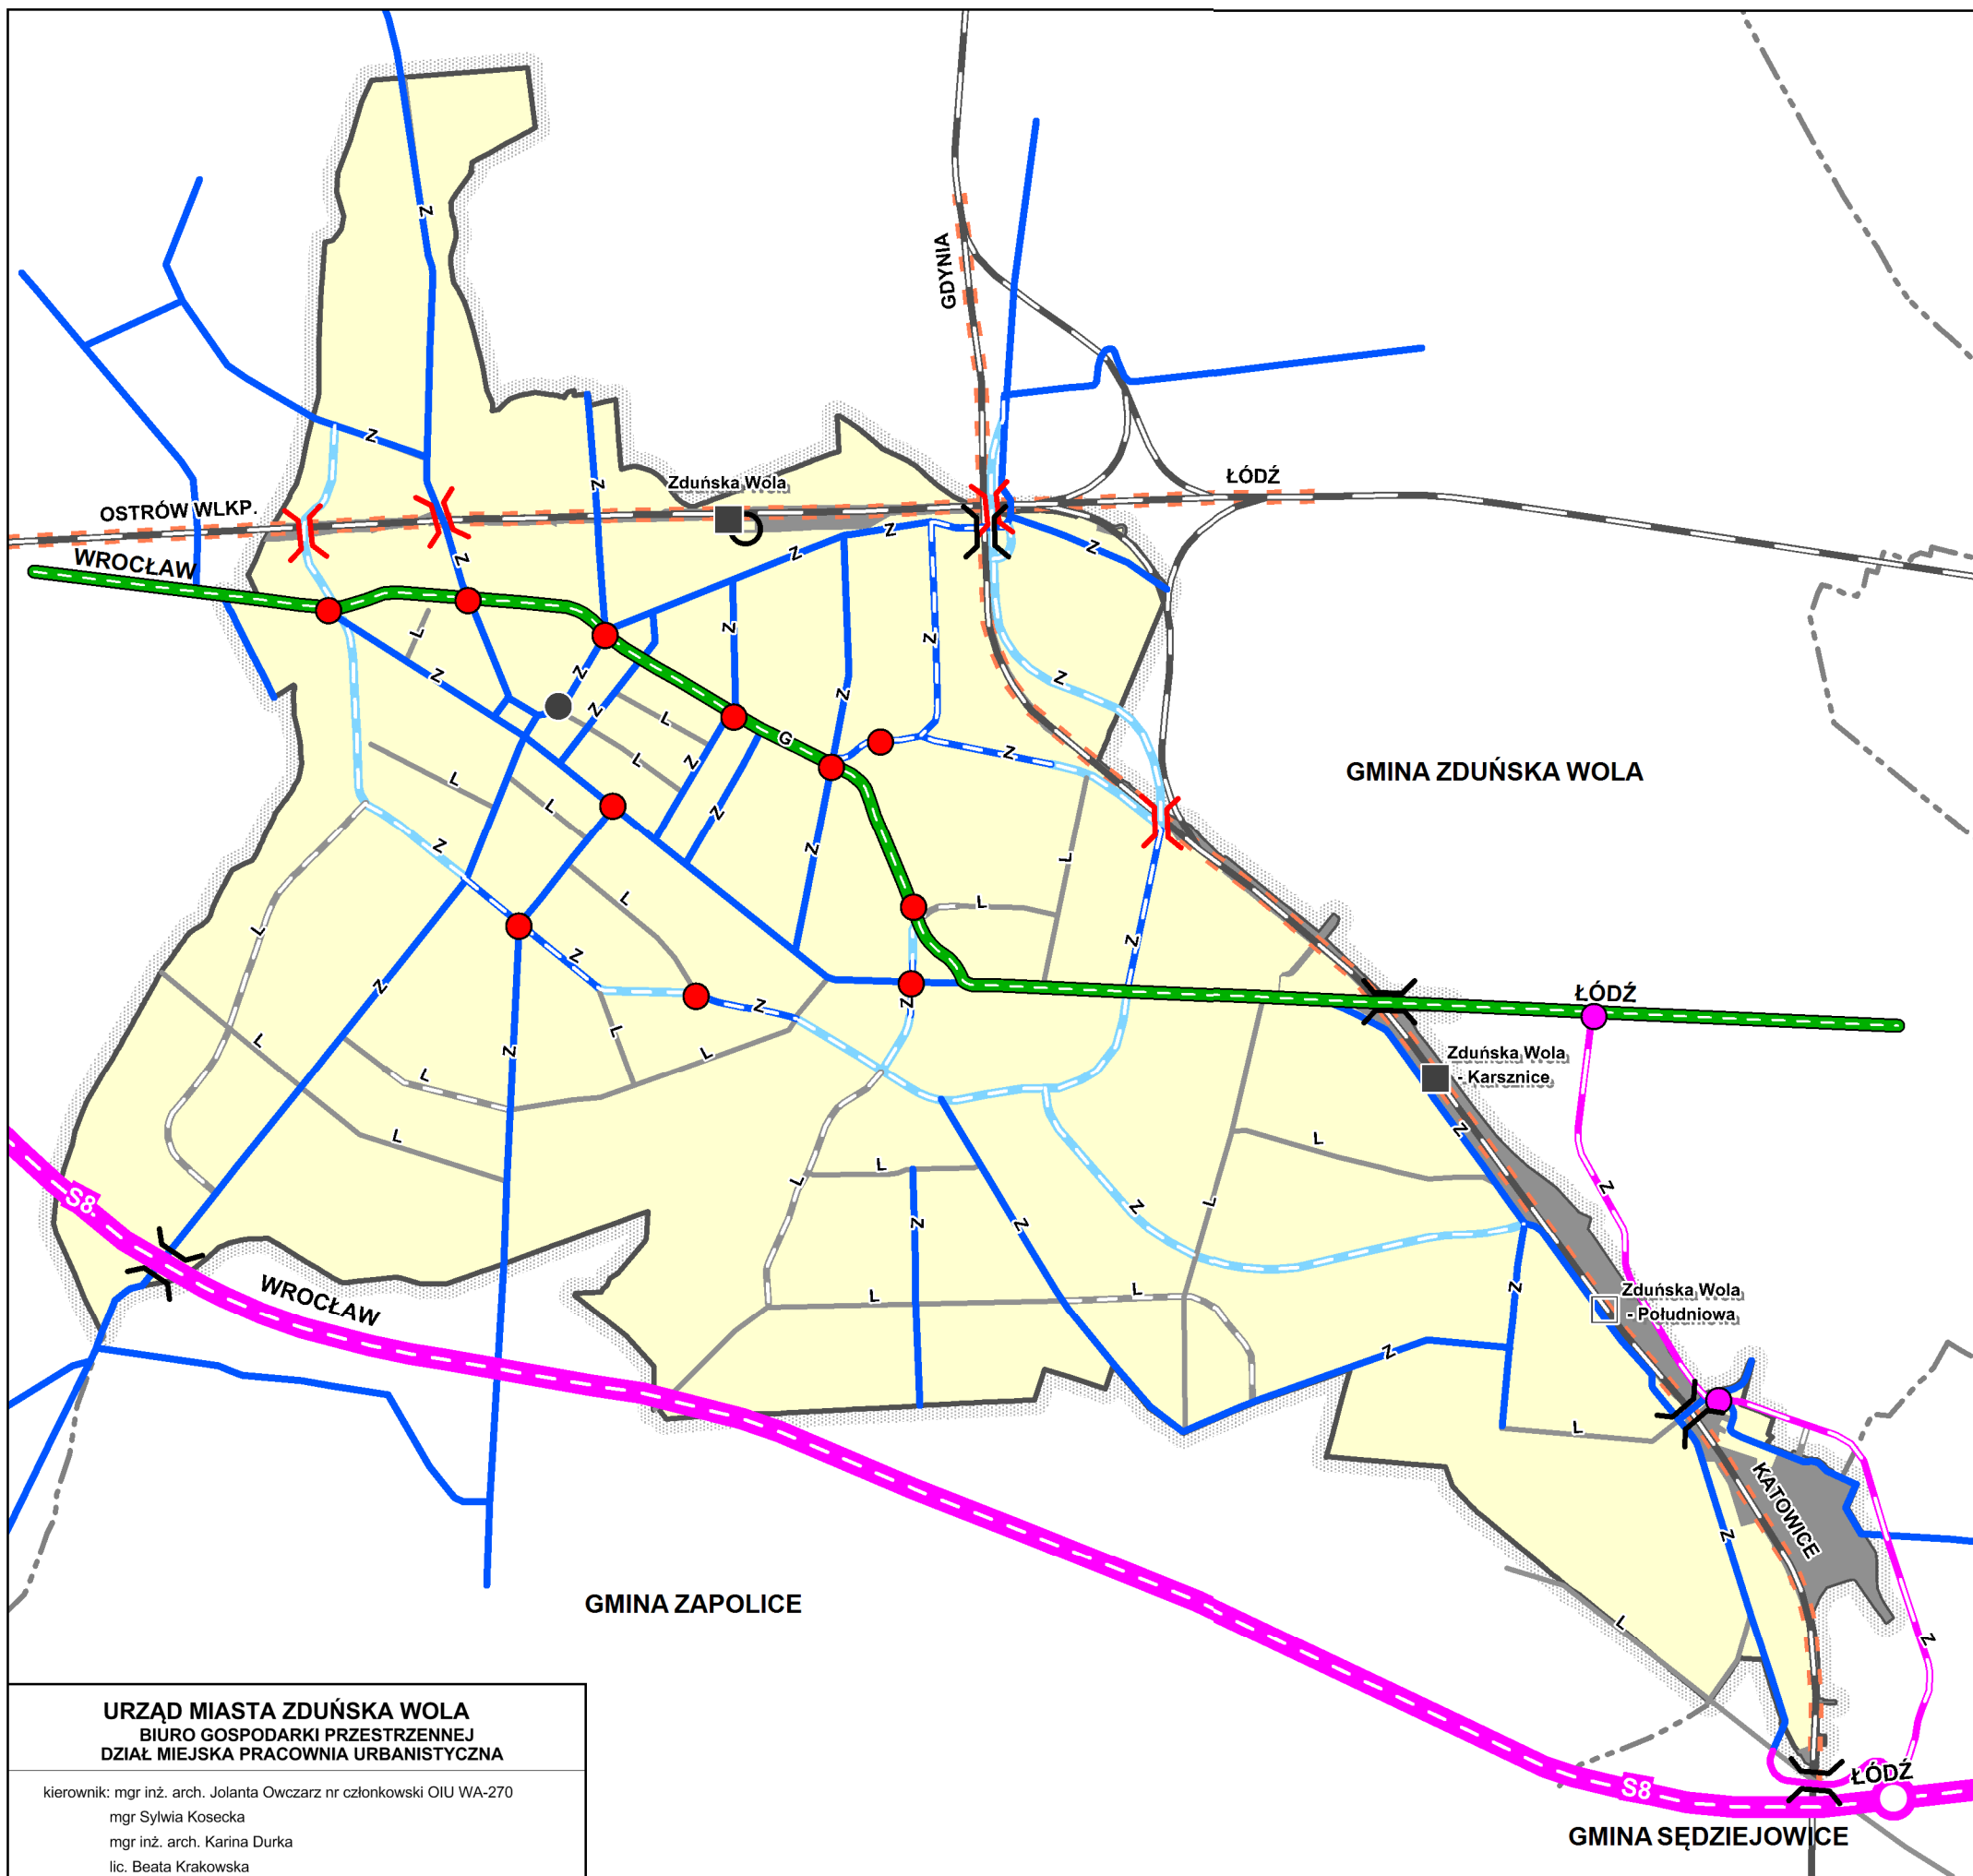 GDYNIA
Zduńska Wola
ŁÓDŹ
OSTRÓW WLKP.
WROCŁAW
Z
Z
Z
Z
Z
Z
Z
Z
L
Z
Z
Z
Z
Z
Z
Z
L
L
G
Z
Z
Z
GMINA ZDUŃSKA WOLA
L
L
Z
Z
Z
L
L
L
L
Z
Z
Z
Z
Z
ŁÓDŹ
Z
L
L
L
L
Z
Zduńska Wola
- Karsznice
L
L
L
L
L
Z
Z
Z
Z
Z
S8
WROCŁAW
L
L
Z
Zduńska Wola
- Południowa
Z
L
KATOWICE
Z
GMINA ZAPOLICE
L
Z
S8
ŁÓDŹ
GMINA SĘDZIEJOWICE
URZĄD MIASTA ZDUŃSKA WOLA
BIURO GOSPODARKI PRZESTRZENNEJ
DZIAŁ MIEJSKA PRACOWNIA URBANISTYCZNA
kierownik: mgr inż. arch. Jolanta Owczarz nr członkowski OIU WA-270
mgr Sylwia Kosecka
mgr inż. arch. Karina Durka
lic. Beata Krakowska